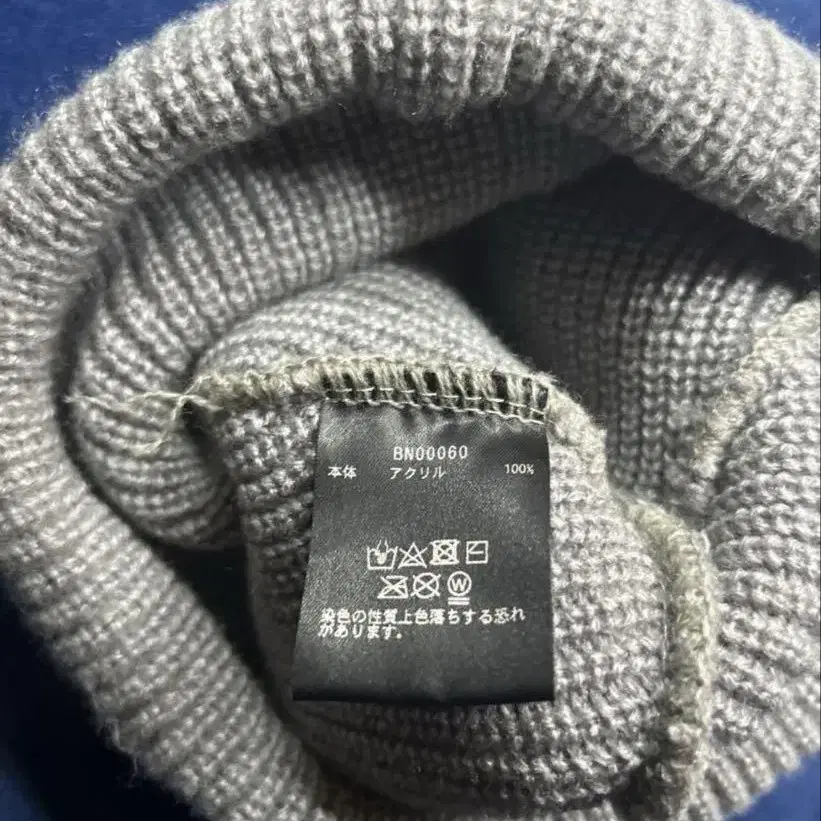 BN00060
本体 アクリル 100%
W
染色の性質上色落ちする恐れ
があります。